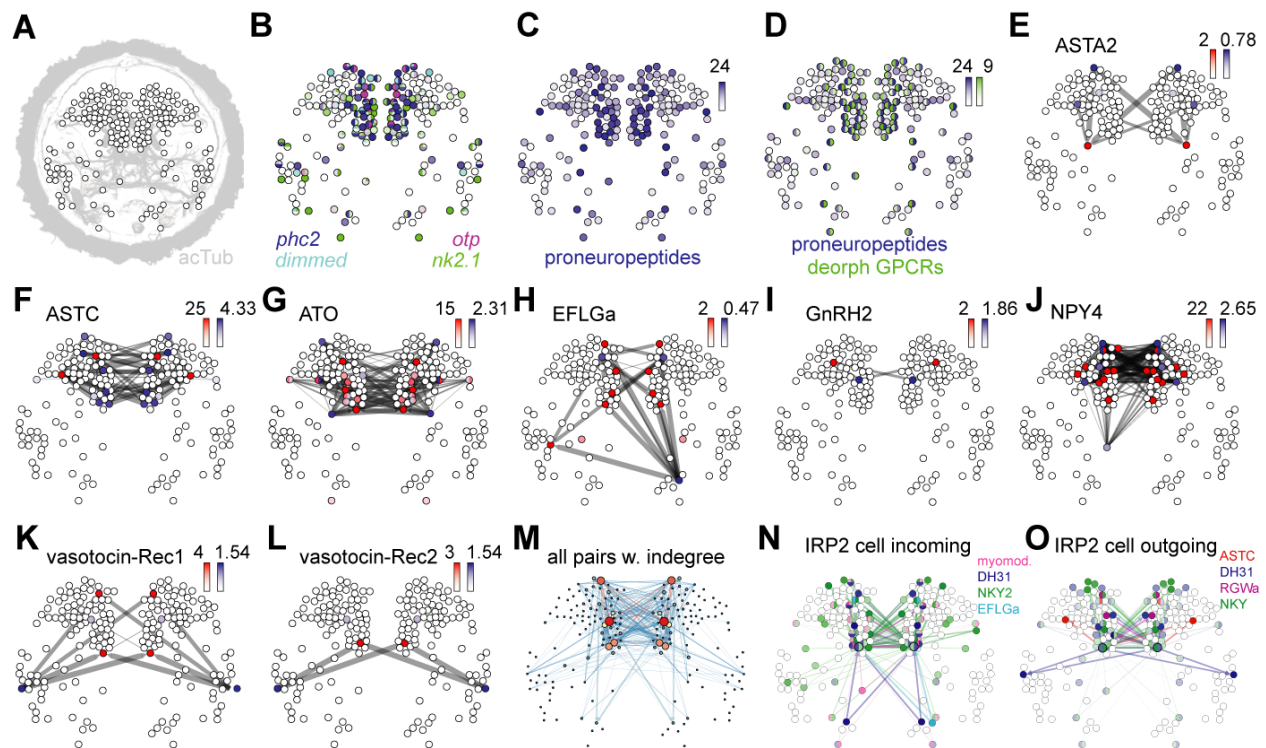 A
acTub
B
phc2
otp
dimmed
nk2.1
C
24
proneuropeptides
D
24 9
proneuropeptides
deorph GPCRs
E
ASTA2
2 0.78
F
ASTC
25 4.33
G
ATO
15 2.31
H
EFLGa
2 0.47
I
GnRH2
2 1.86
J
NPY4
22 2.65
K
vasotocin-Rec1
4 1.54
L
vasotocin-Rec2
3 1.54
M
all pairs w. indegree
N
IRP2 cell incoming
myomod.
DH31
NKY2
EFLGa
O
IRP2 cell outgoing
ASTC
DH31
RGWa
NKY